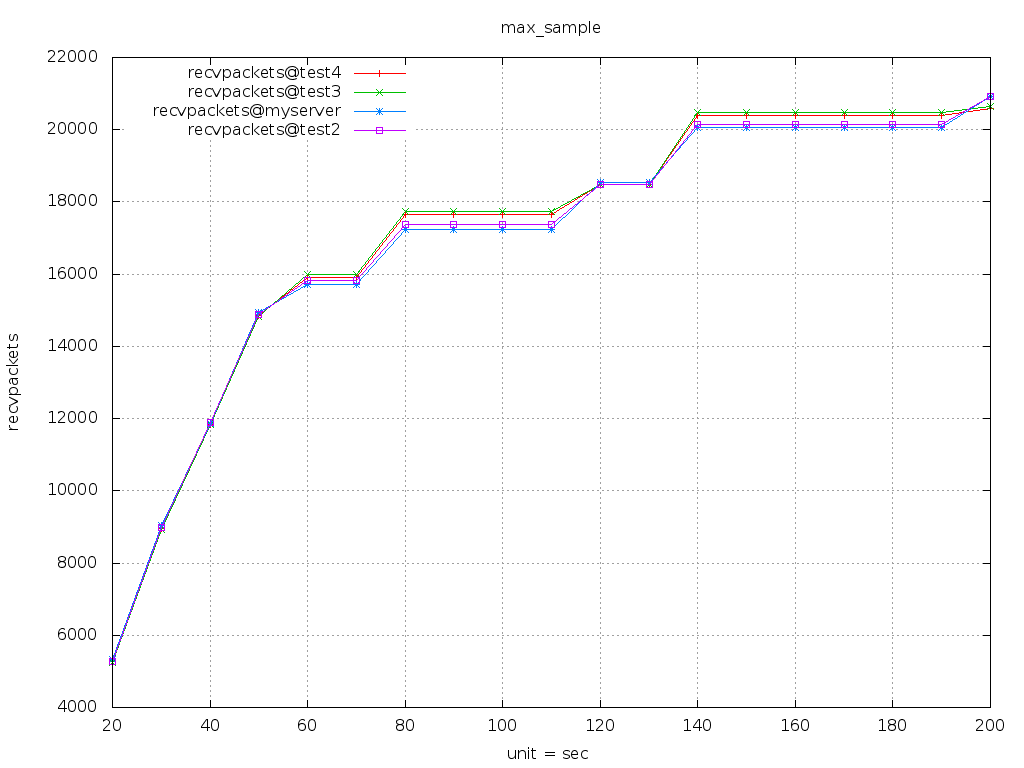 max_sample
recvpackets@test4
recvpackets@test3
recvpackets@myserver
recvpackets@test2
22000
20000
18000
16000
14000
12000
10000
8000
6000
4000
recvpackets
20 40 60 80 100 120 140 160 180 200
unit = sec